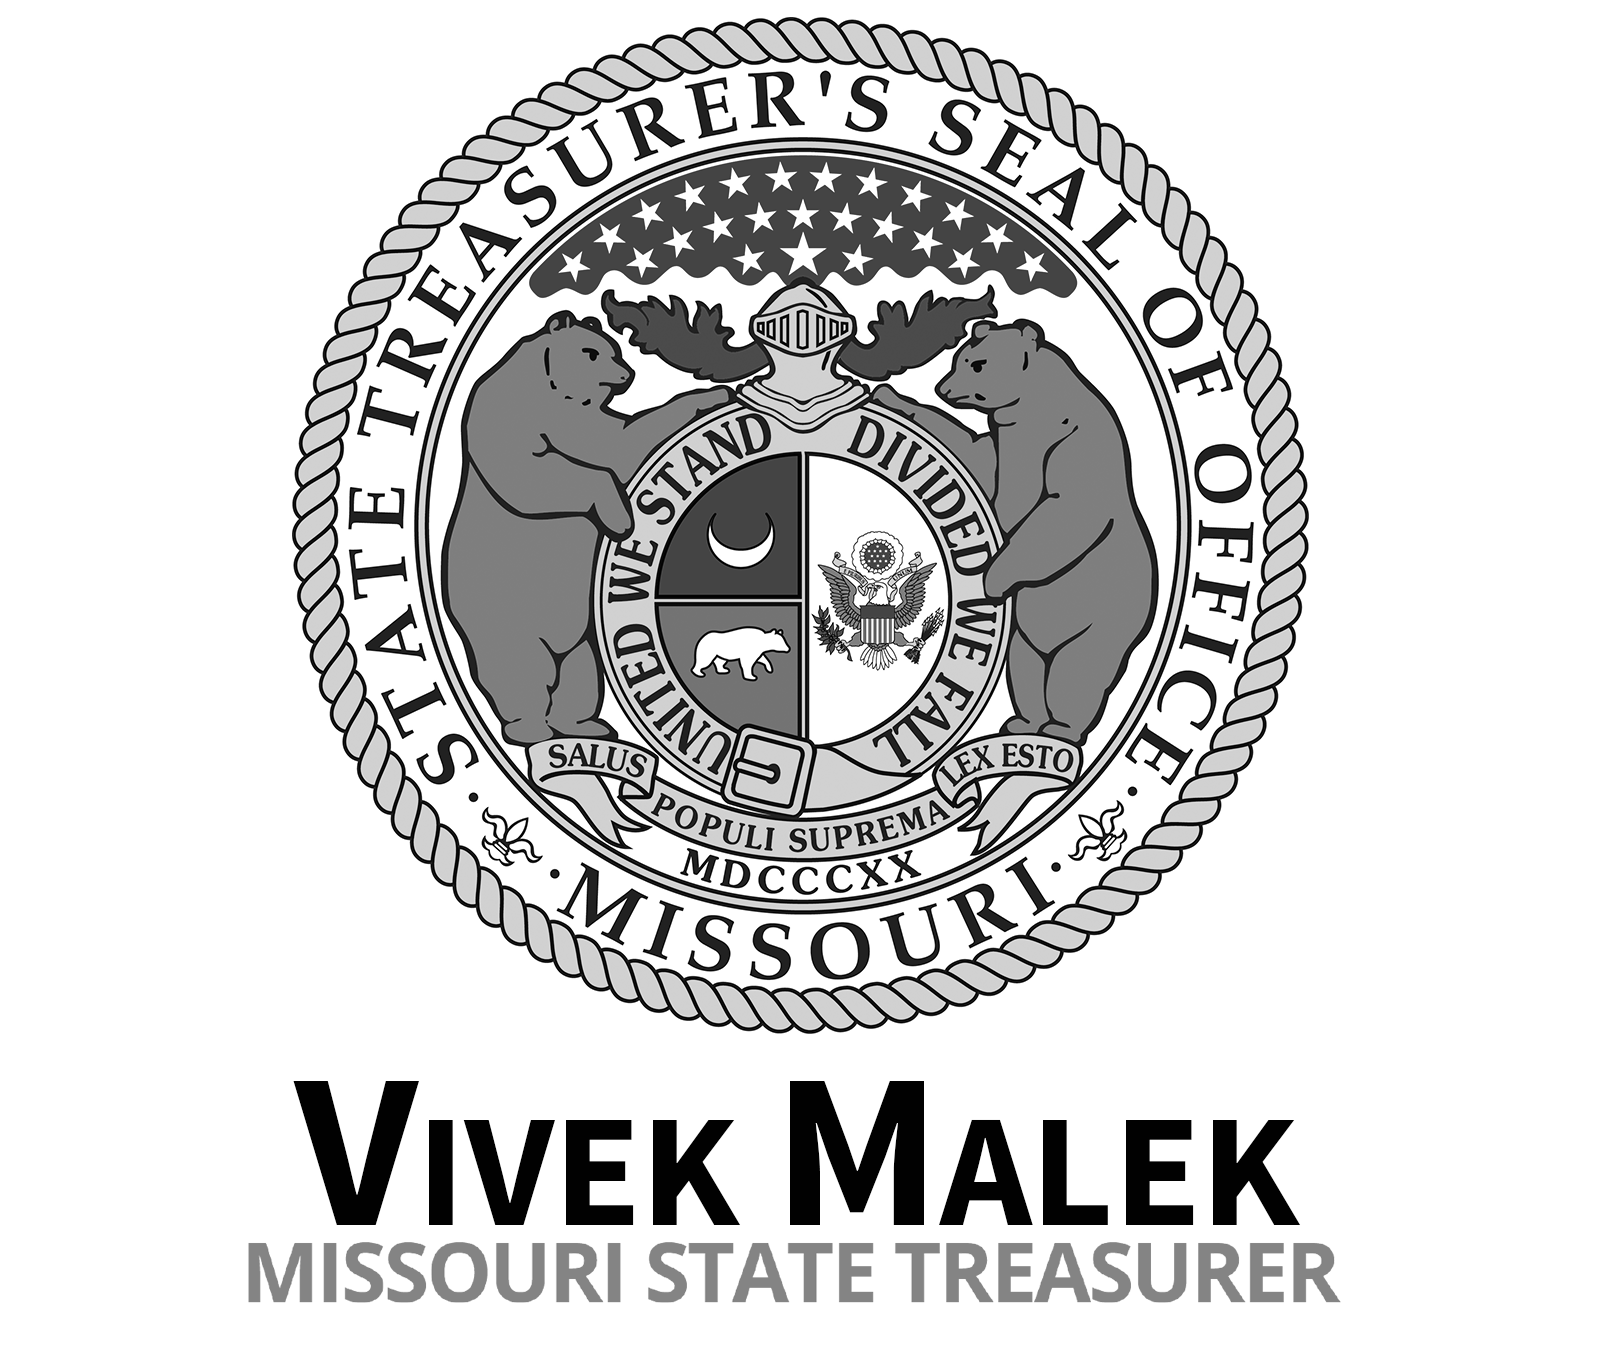 STATE TREASURER'S SEAL OF OFFICE
UNITED WE STAND DIVIDED WE FALL
SALUS POPULI SUPREMA LEX ESTO
MDCCCXX
• MISSOURI •
VIVEK MALEK
MISSOURI STATE TREASURER